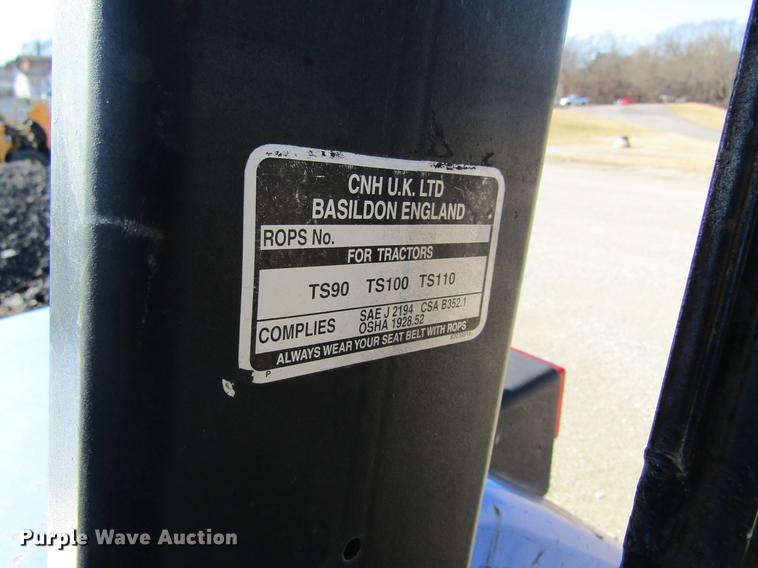 CNH U.K. LTD
BASILDON ENGLAND
ROPS No.
FOR TRACTORS
TS90 TS100 TS110
COMPLIES SAE J 2194 CSA B352.1
OSHA 1928.52
ALWAYS WEAR YOUR SEAT BELT WITH ROPS
P
Purple Wave Auction